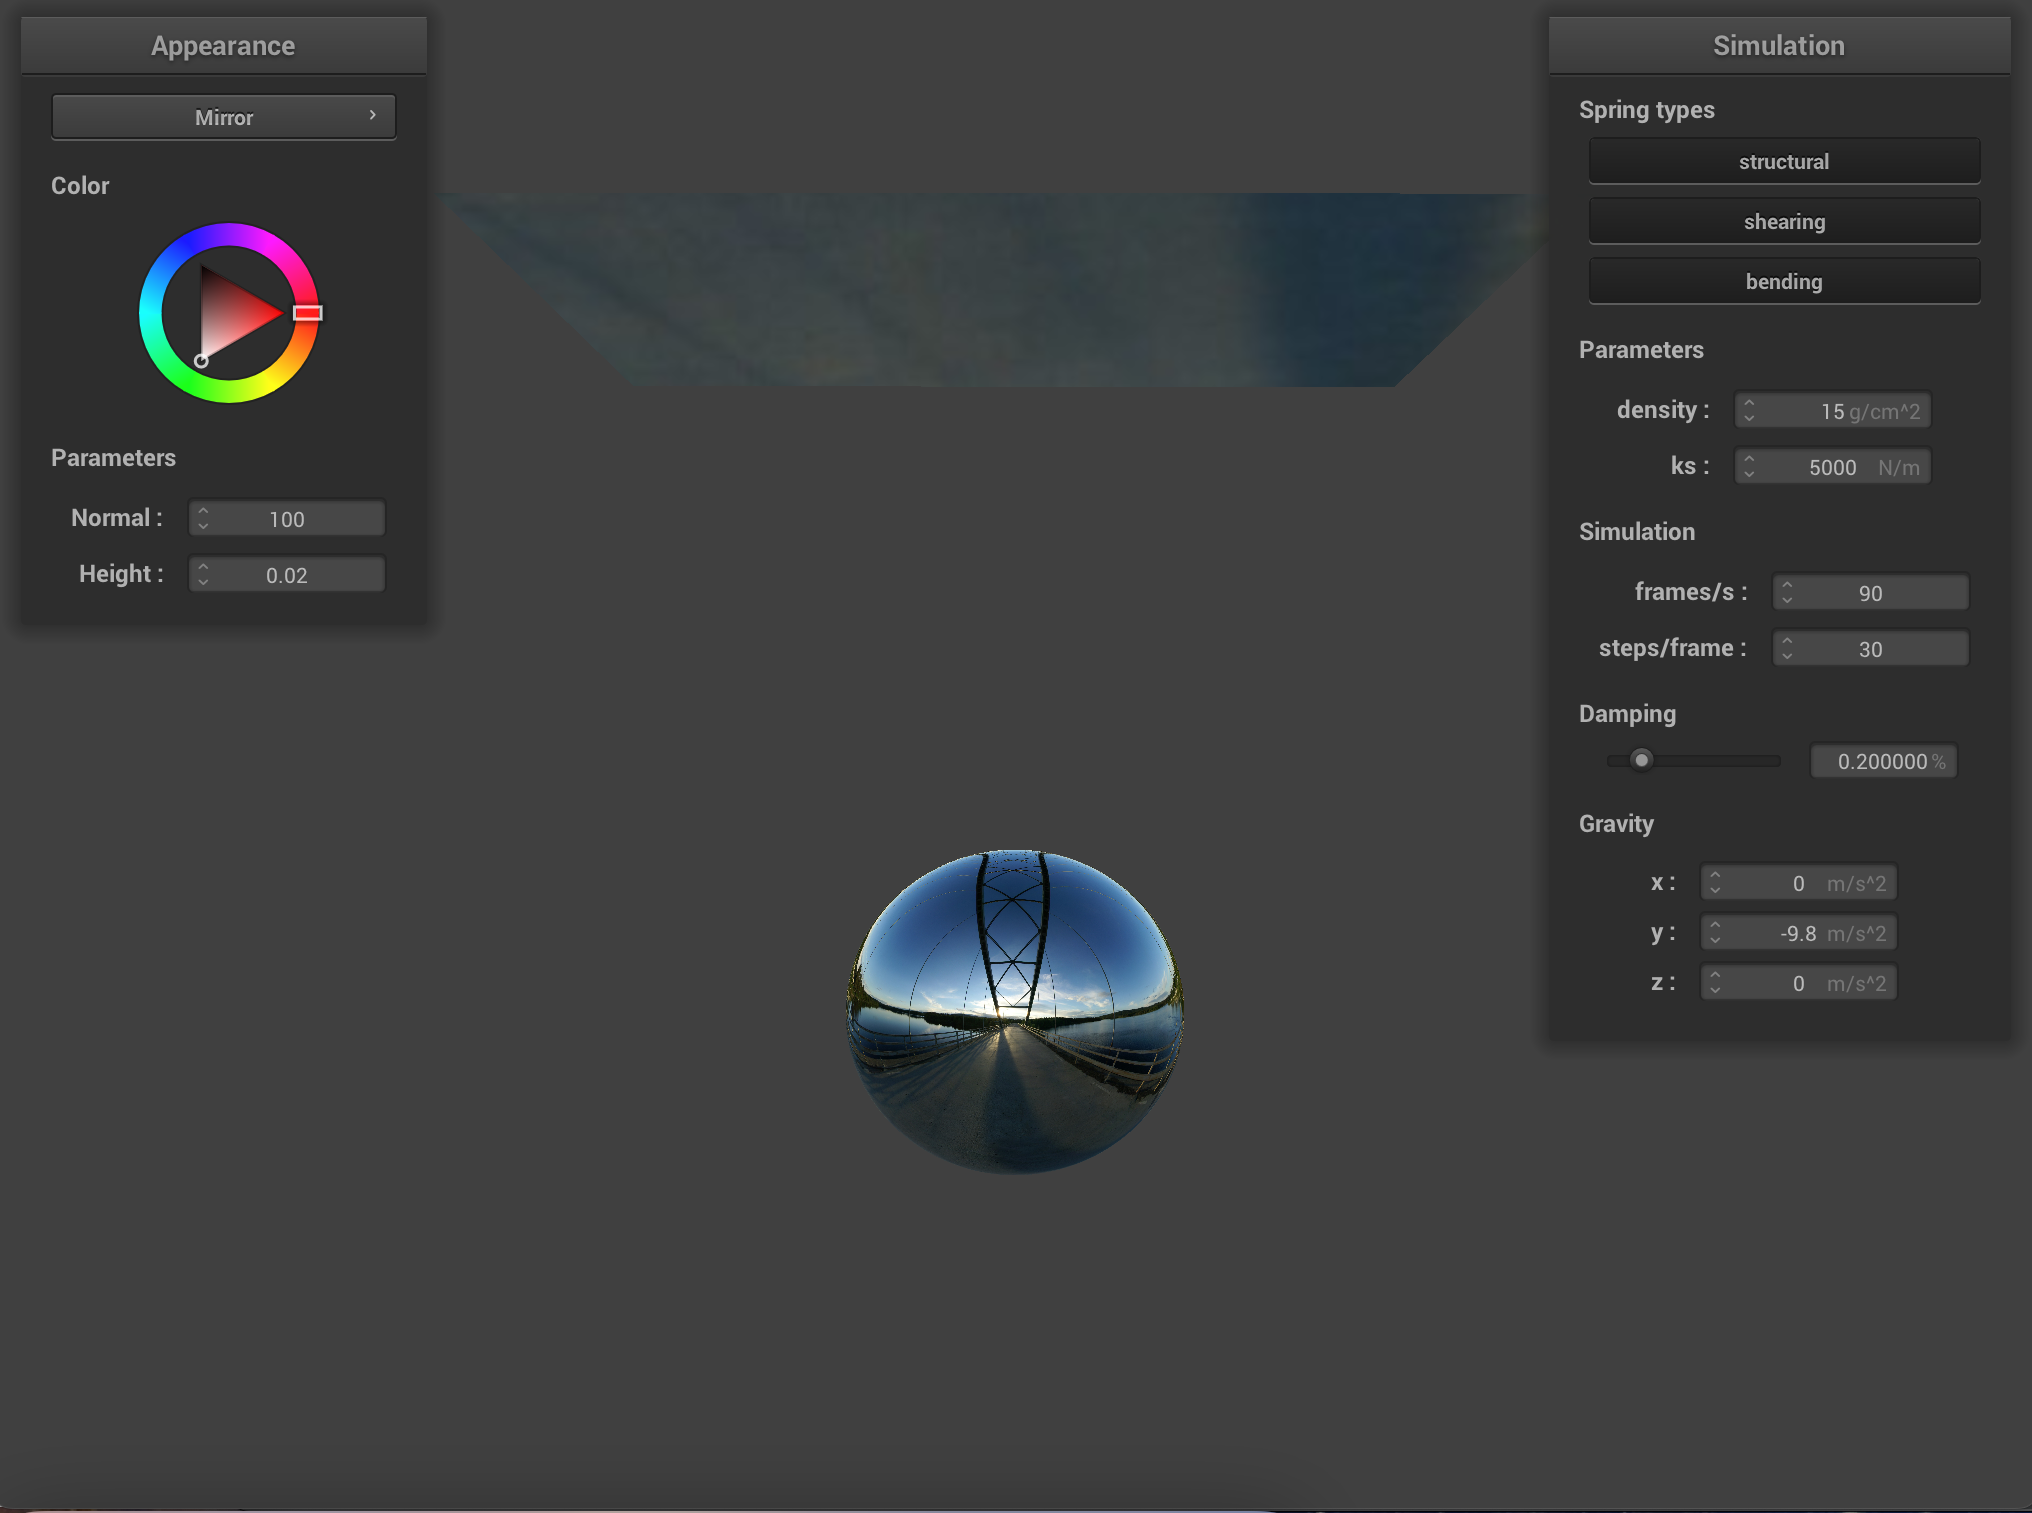 Appearance
Mirror
Color
Parameters
Normal : 100
Height : 0.02
Simulation
Spring types
structural
shearing
bending
Parameters
density : 15 g/cm^2
ks : 5000 N/m
Simulation
frames/s : 90
steps/frame : 30
Damping
0.200000 %
Gravity
x : 0 m/s^2
y : -9.8 m/s^2
z : 0 m/s^2